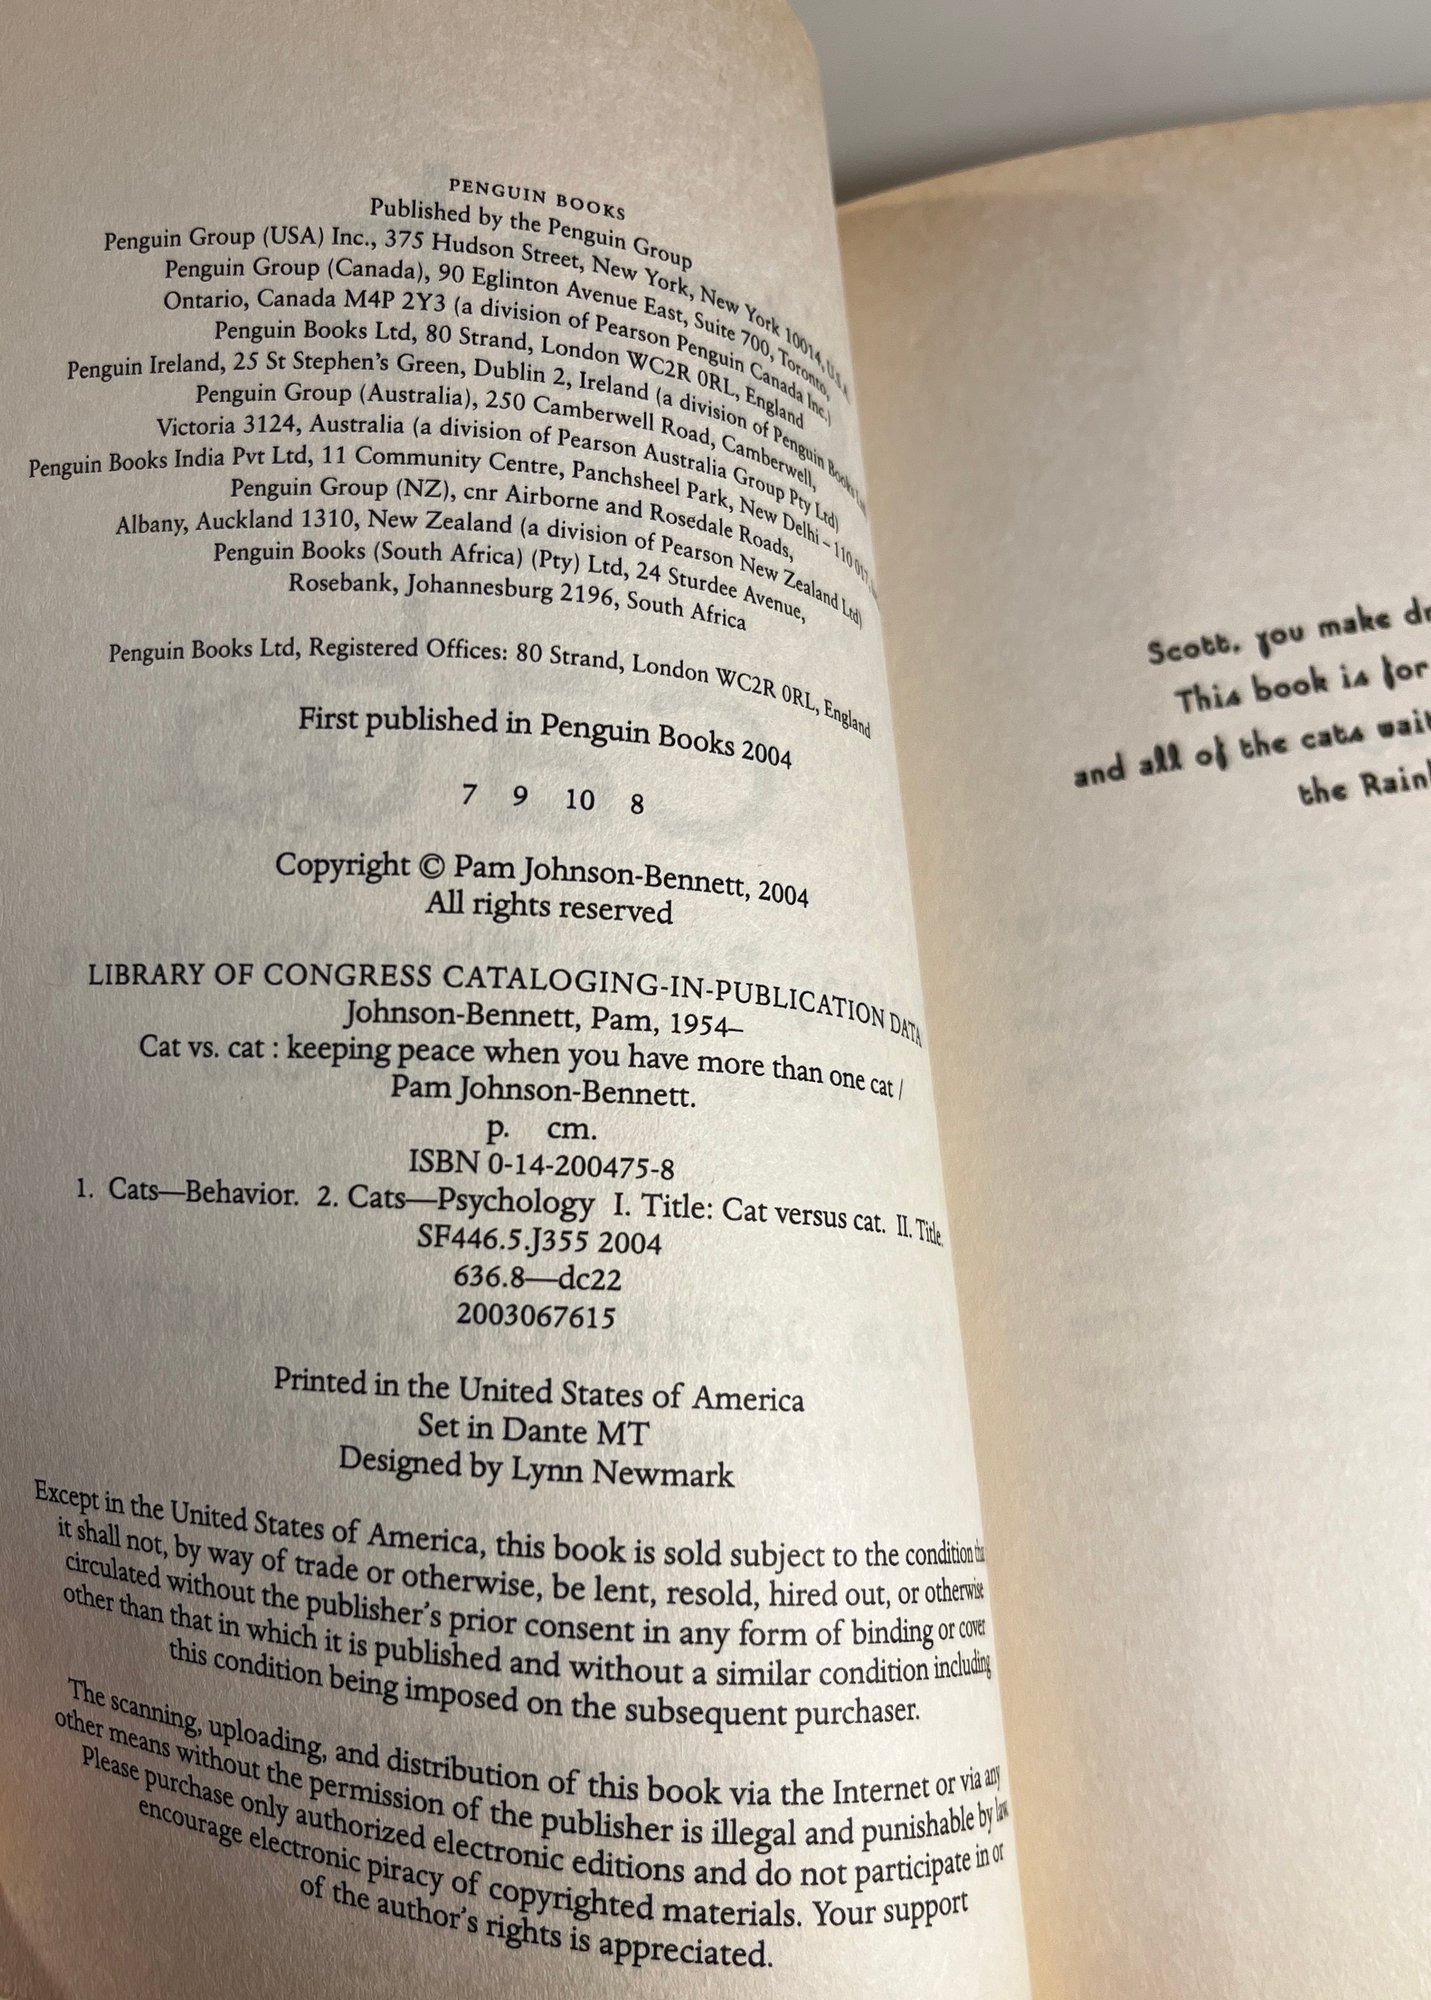 PENGUIN BOOKS
Published by the Penguin Group
Penguin Group (USA) Inc., 375 Hudson Street, New York, New York 10014, U.S.A.
Penguin Group (Canada), 90 Eglinton Avenue East, Suite 700, Toronto,
Ontario, Canada M4P 2Y3 (a division of Pearson Penguin Canada Inc.)
Penguin Books Ltd, 80 Strand, London WC2R 0RL, England
Penguin Ireland, 25 St Stephen's Green, Dublin 2, Ireland (a division of Penguin Books Ltd)
Penguin Group (Australia), 250 Camberwell Road, Camberwell,
Victoria 3124, Australia (a division of Pearson Australia Group Pty Ltd)
Penguin Books India Pvt Ltd, 11 Community Centre, Panchsheel Park, New Delhi – 110 017,
Penguin Group (NZ), cnr Airborne and Rosedale Roads,
Albany, Auckland 1310, New Zealand (a division of Pearson New Zealand Ltd)
Penguin Books (South Africa) (Pty) Ltd, 24 Sturdee Avenue,
Rosebank, Johannesburg 2196, South Africa
Penguin Books Ltd, Registered Offices: 80 Strand, London WC2R 0RL, England
First published in Penguin Books 2004
7 9 10 8
Copyright © Pam Johnson-Bennett, 2004
All rights reserved
LIBRARY OF CONGRESS CATALOGING-IN-PUBLICATION DATA
Johnson-Bennett, Pam, 1954–
Cat vs. cat : keeping peace when you have more than one cat /
Pam Johnson-Bennett.
p. cm.
ISBN 0-14-200475-8
1. Cats—Behavior. 2. Cats—Psychology I. Title: Cat versus cat. II. Title.
SF446.5.J355 2004
636.8—dc22
2003067615
Printed in the United States of America
Set in Dante MT
Designed by Lynn Newmark
Except in the United States of America, this book is sold subject to the condition that
it shall not, by way of trade or otherwise, be lent, resold, hired out, or otherwise
circulated without the publisher's prior consent in any form of binding or cover
other than that in which it is published and without a similar condition including
this condition being imposed on the subsequent purchaser.
The scanning, uploading, and distribution of this book via the Internet or via any
other means without the permission of the publisher is illegal and punishable by law.
Please purchase only authorized electronic editions and do not participate in or
encourage electronic piracy of copyrighted materials. Your support
of the author's rights is appreciated.
Scott, you make
This book is for
and all of the cats
the